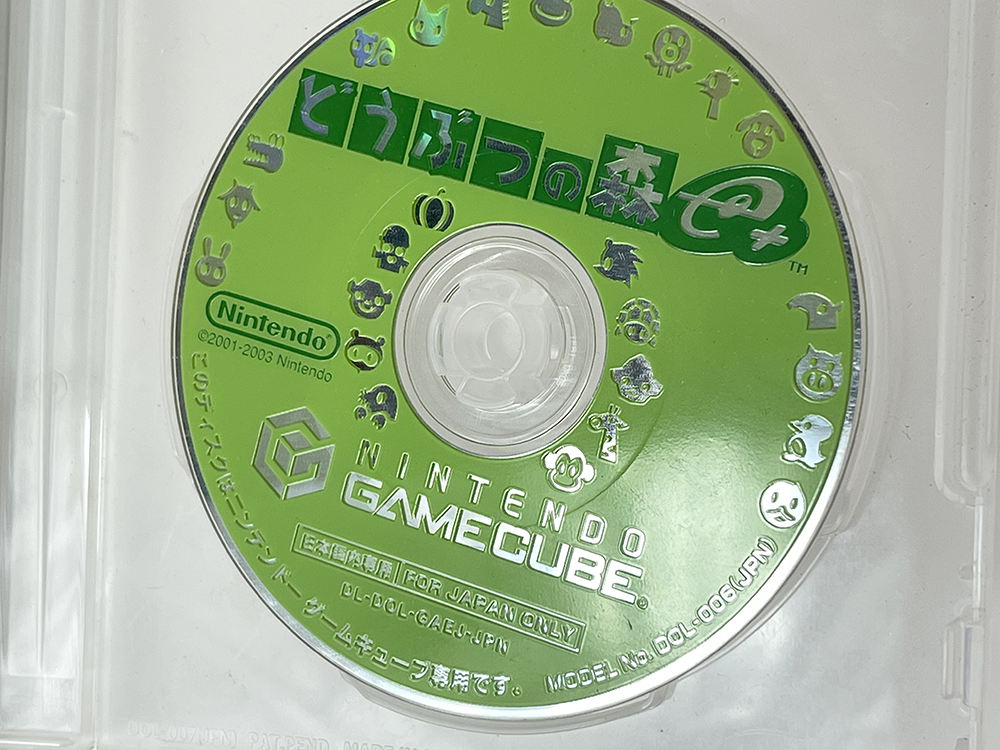 どうぶつの森e+
TM
Nintendo®
©2001-2003 Nintendo
NINTENDO
GAMECUBE®
日本国内専用 FOR JAPAN ONLY
DL-DOL-GAEJ-JPN
このディスクはニンテンドーゲームキューブ専用です。
MODEL No. DOL-006(JPN)